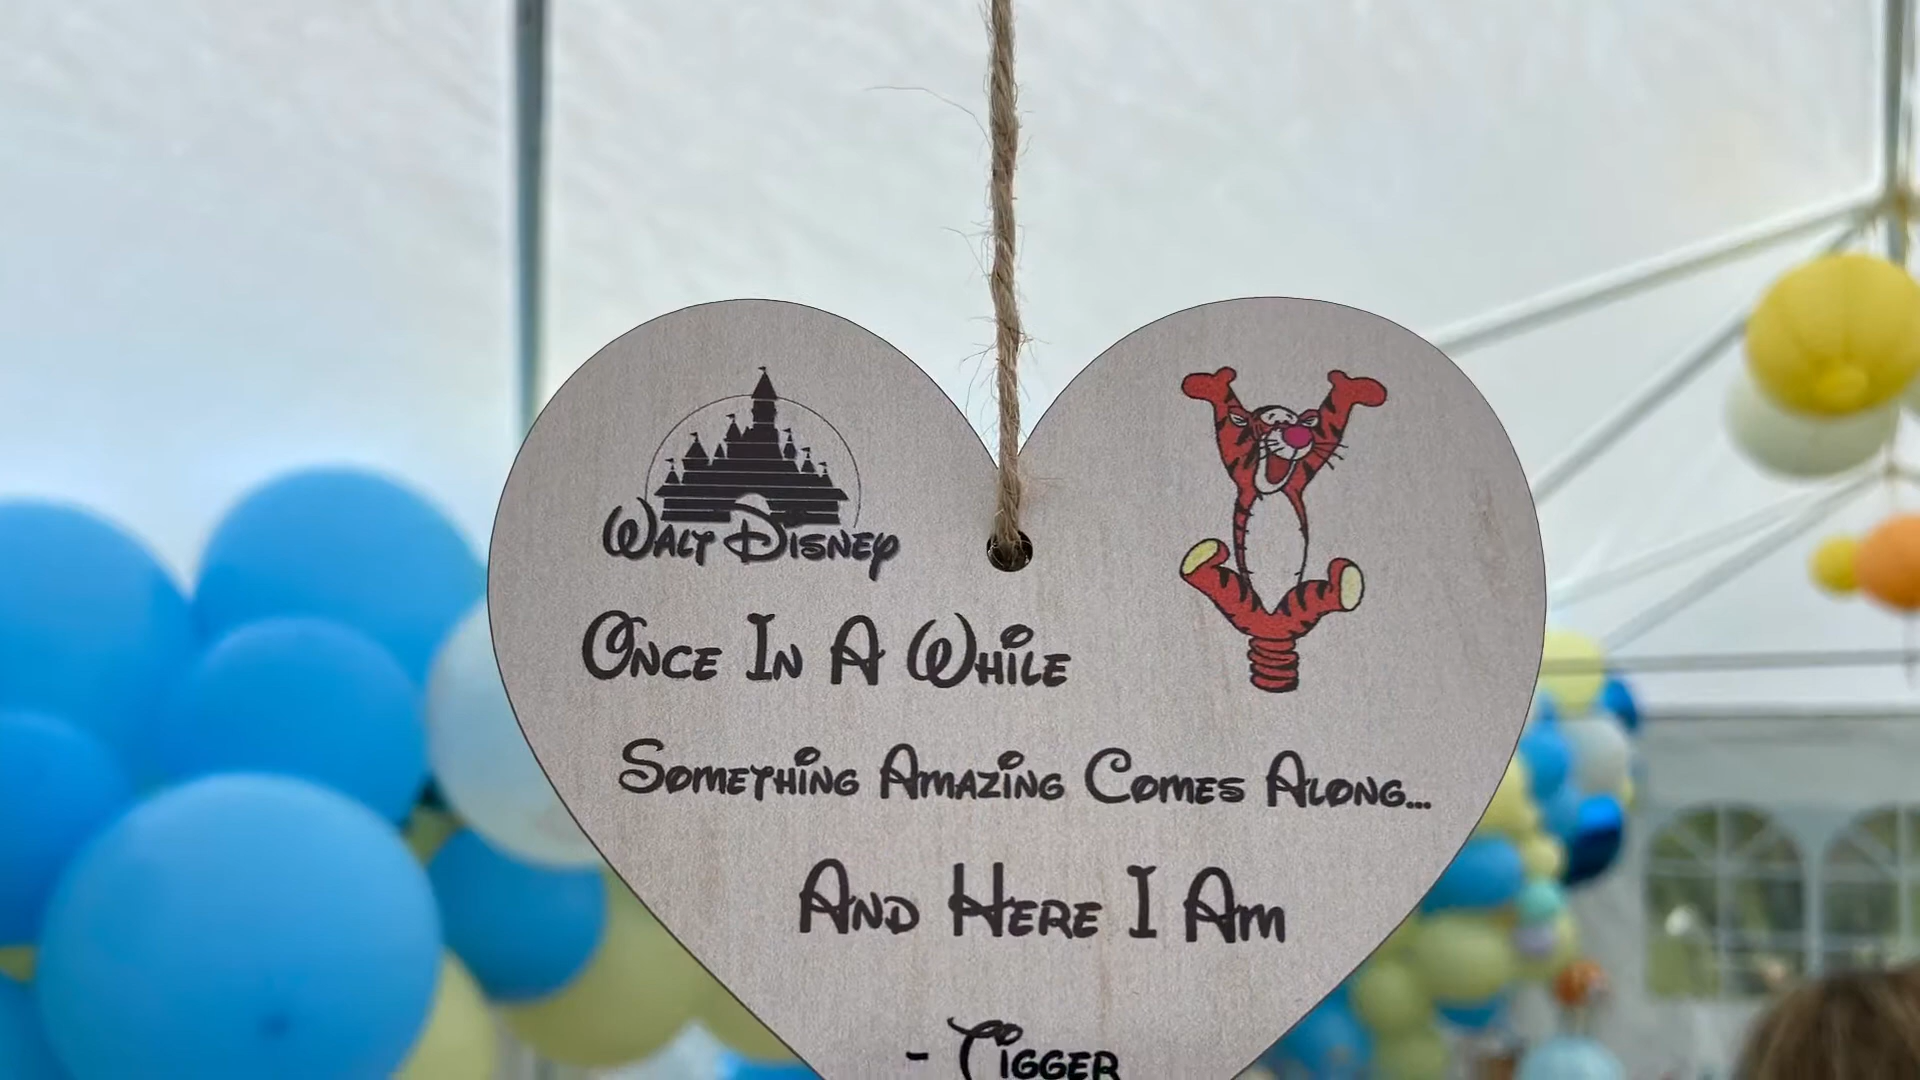 Walt Disney
Once In A While
Something Amazing Comes Along...
And Here I Am
- Tigger